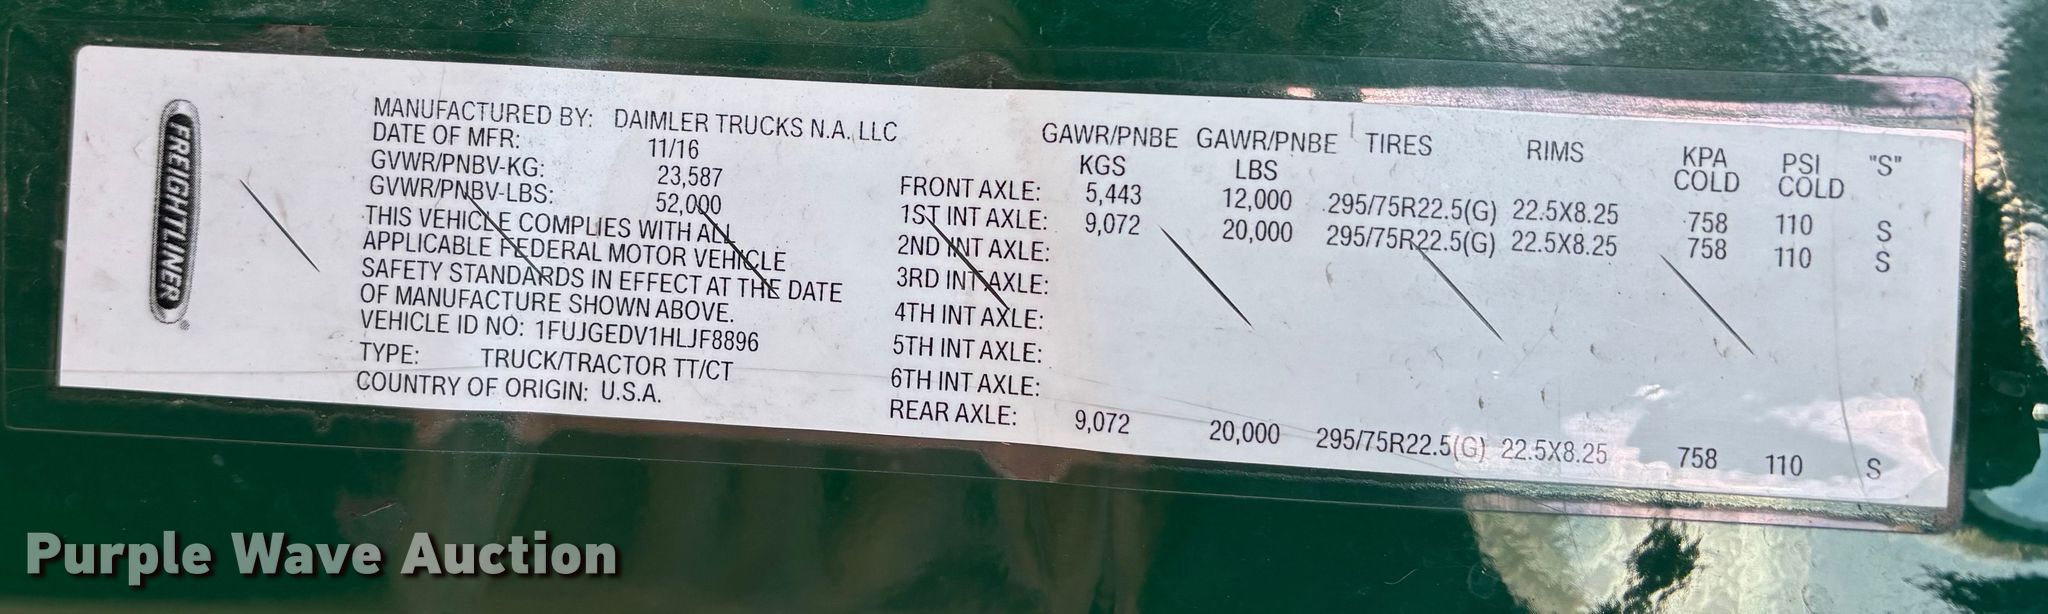 FREIGHTLINER
MANUFACTURED BY: DAIMLER TRUCKS N.A. LLC
DATE OF MFR: 11/16
GVWR/PNBV-KG: 23,587
GVWR/PNBV-LBS: 52,000
THIS VEHICLE COMPLIES WITH ALL
APPLICABLE FEDERAL MOTOR VEHICLE
SAFETY STANDARDS IN EFFECT AT THE DATE
OF MANUFACTURE SHOWN ABOVE.
VEHICLE ID NO: 1FUJGEDV1HLJF8896
TYPE: TRUCK/TRACTOR TT/CT
COUNTRY OF ORIGIN: U.S.A.
GAWR/PNBE GAWR/PNBE TIRES RIMS KPA PSI "S"
KGS LBS COLD COLD
FRONT AXLE: 5,443 12,000 295/75R22.5(G) 22.5X8.25 758 110 S
1ST INT AXLE: 9,072 20,000 295/75R22.5(G) 22.5X8.25 758 110 S
2ND INT AXLE:
3RD INT AXLE:
4TH INT AXLE:
5TH INT AXLE:
6TH INT AXLE:
REAR AXLE: 9,072 20,000 295/75R22.5(G) 22.5X8.25 758 110 S
Purple Wave Auction